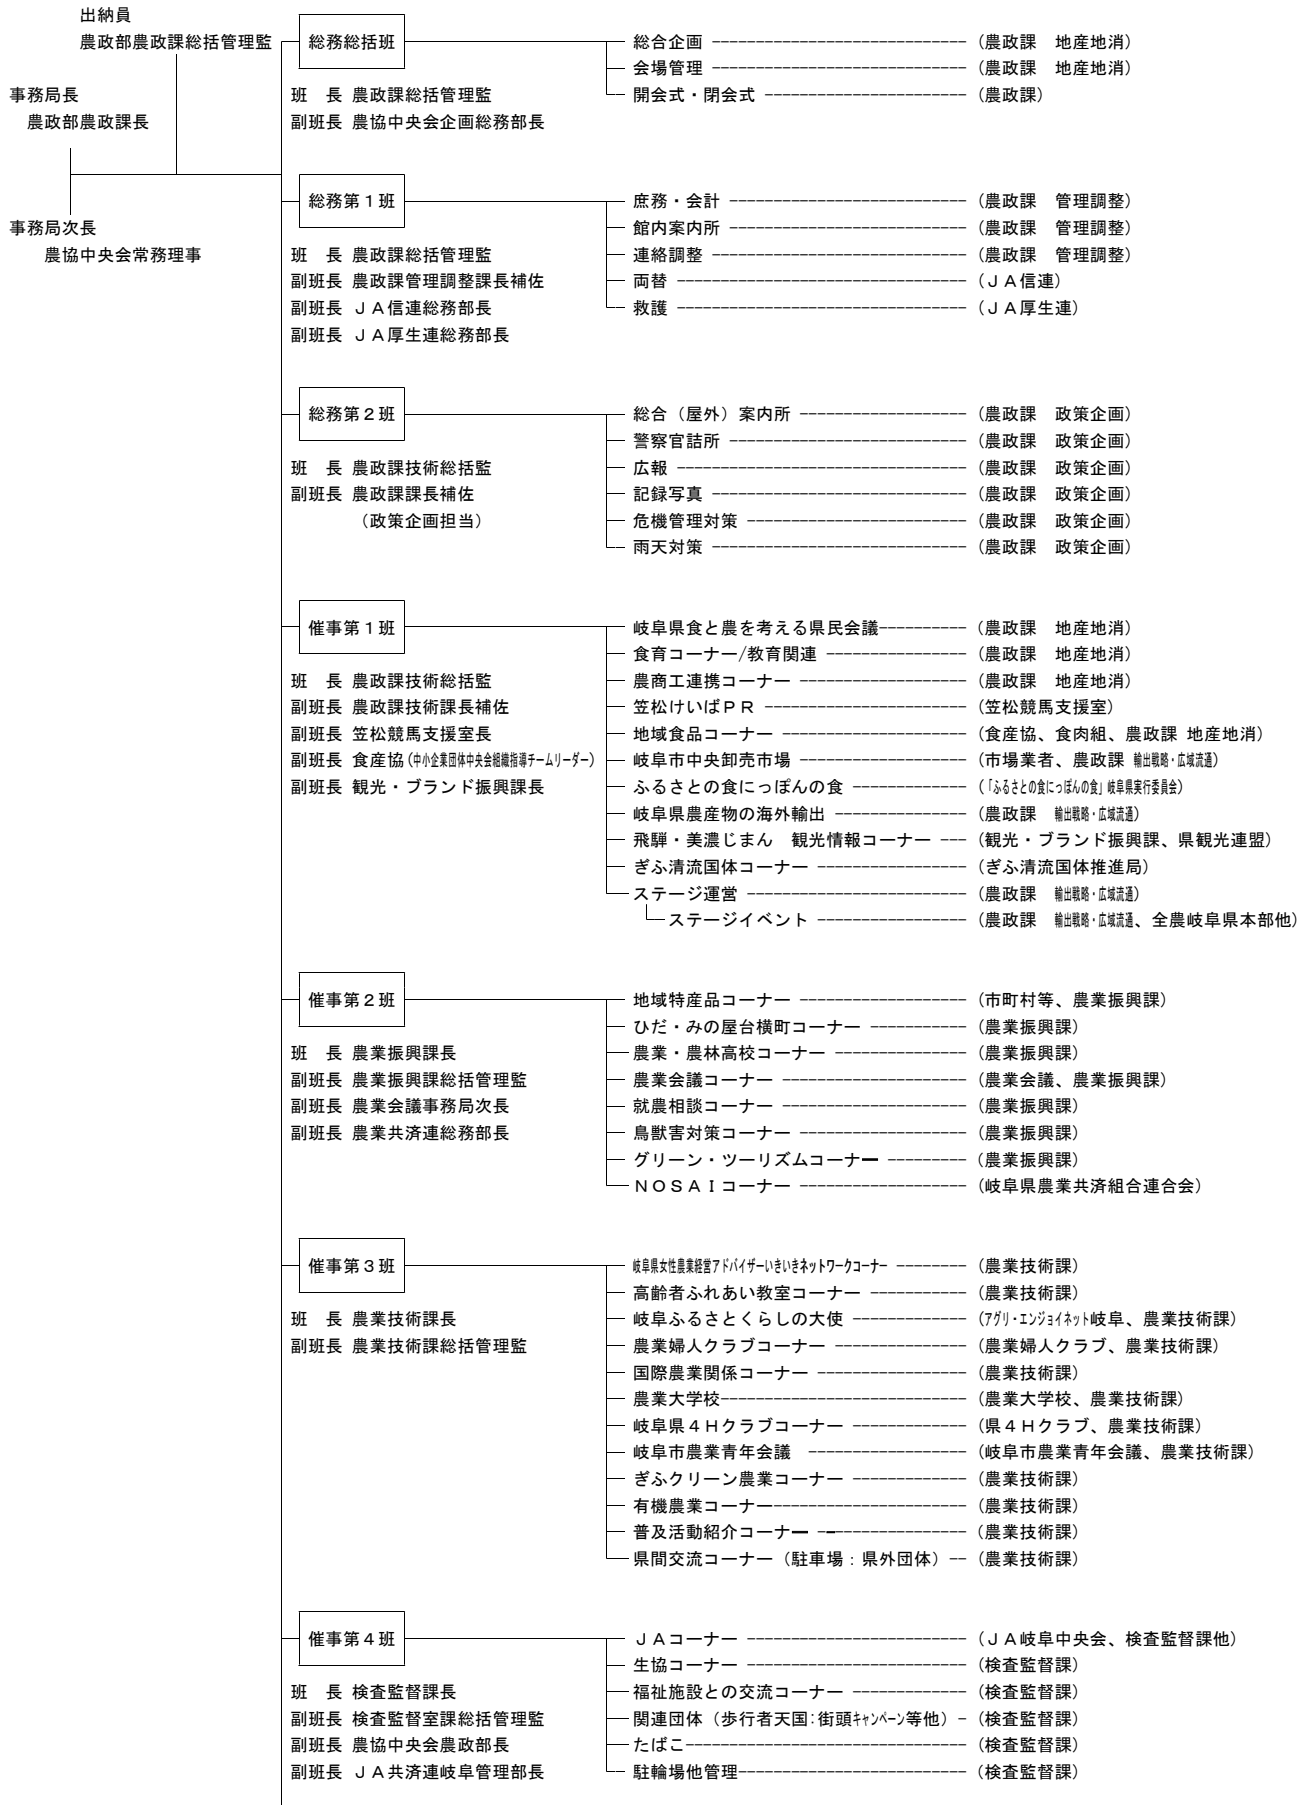 出納員
農政部農政課総括管理監
事務局長
農政部農政課長
事務局次長
農協中央会常務理事
総務総括班
班　長 農政課総括管理監
副班長 農協中央会企画総務部長
総合企画 ----------------------------- (農政課　地産地消)
会場管理 ----------------------------- (農政課　地産地消)
開会式・閉会式 ----------------------- (農政課)
総務第１班
班　長 農政課総括管理監
副班長 農政課管理調整課長補佐
副班長 ＪＡ信連総務部長
副班長 ＪＡ厚生連総務部長
庶務・会計 --------------------------- (農政課　管理調整)
館内案内所 --------------------------- (農政課　管理調整)
連絡調整 ----------------------------- (農政課　管理調整)
両替 --------------------------------- (ＪＡ信連)
救護 --------------------------------- (ＪＡ厚生連)
総務第２班
班　長 農政課技術総括監
副班長 農政課課長補佐
（政策企画担当）
総合（屋外）案内所 ------------------- (農政課　政策企画)
警察官詰所 --------------------------- (農政課　政策企画)
広報 --------------------------------- (農政課　政策企画)
記録写真 ----------------------------- (農政課　政策企画)
危機管理対策 ------------------------- (農政課　政策企画)
雨天対策 ----------------------------- (農政課　政策企画)
催事第１班
班　長 農政課技術総括監
副班長 農政課技術課長補佐
副班長 笠松競馬支援室長
副班長 食産協(中小企業団体中央会組織指導チームリーダー)
副班長 観光・ブランド振興課長
岐阜県食と農を考える県民会議---------- (農政課　地産地消)
食育コーナー/教育関連 ---------------- (農政課　地産地消)
農商工連携コーナー ------------------- (農政課　地産地消)
笠松けいばＰＲ ----------------------- (笠松競馬支援室)
地域食品コーナー --------------------- (食産協、食肉組、農政課 地産地消)
岐阜市中央卸売市場 ------------------- (市場業者、農政課 輸出戦略・広域流通)
ふるさとの食にっぽんの食 ------------- (「ふるさとの食にっぽんの食」岐阜県実行委員会)
岐阜県農産物の海外輸出 --------------- (農政課　輸出戦略・広域流通)
飛騨・美濃じまん　観光情報コーナー --- (観光・ブランド振興課、県観光連盟)
ぎふ清流国体コーナー ----------------- (ぎふ清流国体推進局)
ステージ運営 ------------------------- (農政課　輸出戦略・広域流通)
ステージイベント ----------------- (農政課　輸出戦略・広域流通、全農岐阜県本部他)
催事第２班
班　長 農業振興課長
副班長 農業振興課総括管理監
副班長 農業会議事務局次長
副班長 農業共済連総務部長
地域特産品コーナー ------------------- (市町村等、農業振興課)
ひだ・みの屋台横町コーナー ----------- (農業振興課)
農業・農林高校コーナー --------------- (農業振興課)
農業会議コーナー --------------------- (農業会議、農業振興課)
就農相談コーナー --------------------- (農業振興課)
鳥獣害対策コーナー ------------------- (農業振興課)
グリーン・ツーリズムコーナー --------- (農業振興課)
ＮＯＳＡＩコーナー ------------------- (岐阜県農業共済組合連合会)
催事第３班
班　長 農業技術課長
副班長 農業技術課総括管理監
岐阜県女性農業経営アドバイザーいきいきネットワークコーナー -------- (農業技術課)
高齢者ふれあい教室コーナー ----------- (農業技術課)
岐阜ふるさとくらしの大使 ------------- (アグリ・エンジョイネット岐阜、農業技術課)
農業婦人クラブコーナー --------------- (農業婦人クラブ、農業技術課)
国際農業関係コーナー ----------------- (農業技術課)
農業大学校---------------------------- (農業大学校、農業技術課)
岐阜県４Ｈクラブコーナー ------------- (県４Ｈクラブ、農業技術課)
岐阜市農業青年会議　------------------ (岐阜市農業青年会議、農業技術課)
ぎふクリーン農業コーナー ------------- (農業技術課)
有機農業コーナー---------------------- (農業技術課)
普及活動紹介コーナー ----------------- (農業技術課)
県間交流コーナー（駐車場：県外団体）-- (農業技術課)
催事第４班
班　長 検査監督課長
副班長 検査監督室課総括管理監
副班長 農協中央会農政部長
副班長 ＪＡ共済連岐阜管理部長
ＪＡコーナー ------------------------- (ＪＡ岐阜中央会、検査監督課他)
生協コーナー ------------------------- (検査監督課)
福祉施設との交流コーナー ------------- (検査監督課)
関連団体（歩行者天国:街頭ｷｬﾝﾍﾟｰﾝ等他）- (検査監督課)
たばこ-------------------------------- (検査監督課)
駐輪場他管理-------------------------- (検査監督課)